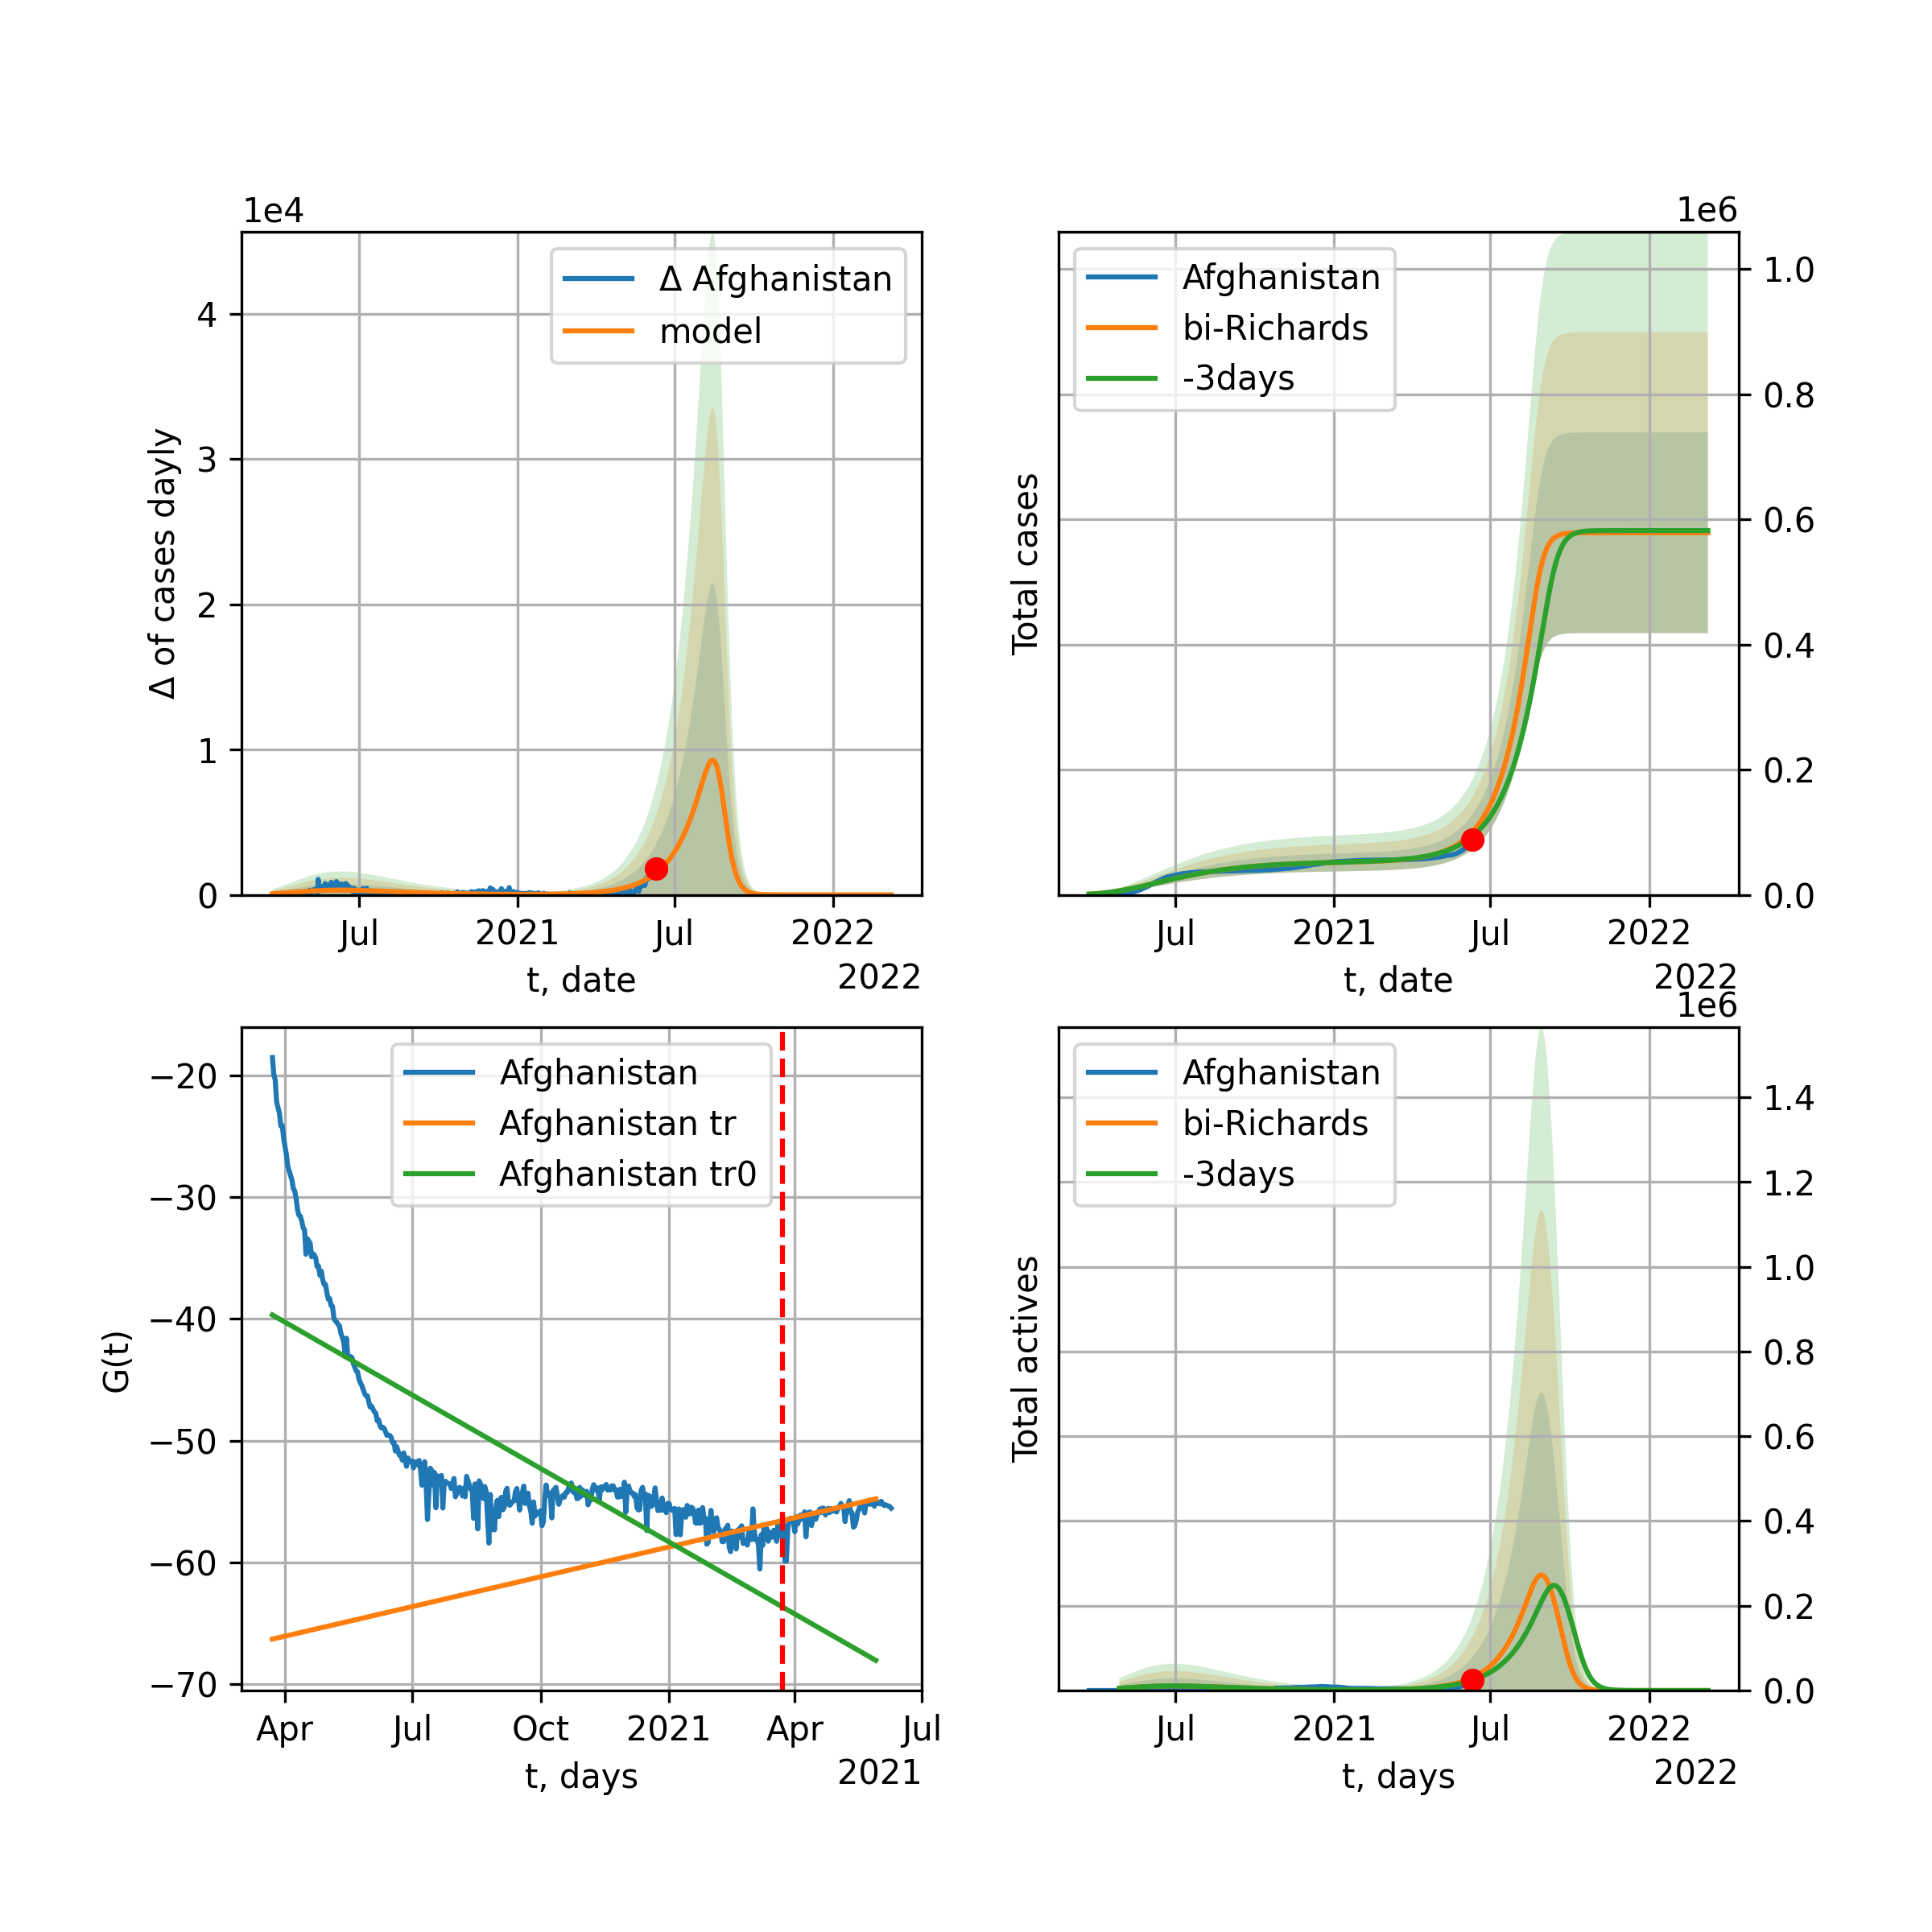 1e4
Δ Afghanistan
model
4
3
2
1
0
Δ of cases dayly
Jul
2021
Jul
2022
t, date
2022
1e6
Afghanistan
bi-Richards
-3days
1.0
0.8
0.6
0.4
0.2
0.0
Total cases
Jul
2021
Jul
2022
t, date
2022
Afghanistan
Afghanistan tr
Afghanistan tr0
−20
−30
−40
−50
−60
−70
G(t)
Apr
Jul
Oct
2021
Apr
Jul
t, days
2021
1e6
Afghanistan
bi-Richards
-3days
1.4
1.2
1.0
0.8
0.6
0.4
0.2
0.0
Total actives
Jul
2021
Jul
2022
t, days
2022